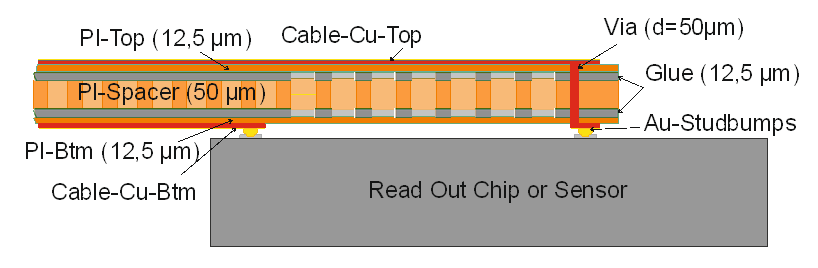 PI-Top (12,5 µm)
Cable-Cu-Top
Via (d=50µm)
Glue (12,5 µm)
PI-Spacer (50 µm)
Au-Studbumps
PI-Btm (12,5 µm)
Cable-Cu-Btm
Read Out Chip or Sensor